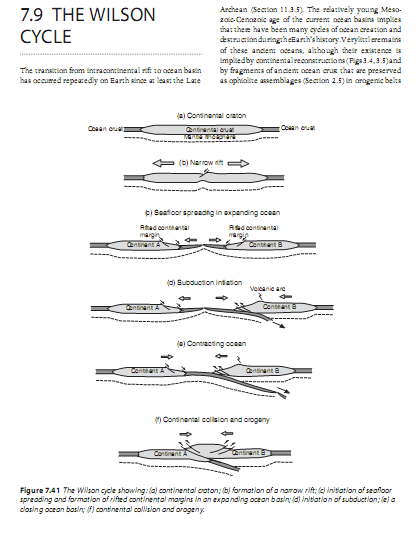 7.9 THE WILSON
CYCLE
The transition from intracontinental rift to ocean basin
has occurred repeatedly on Earth since at least the Late
Archean (Section 11.3.5). The relatively young Meso-
zoic-Cenozoic age of the current ocean basins implies
that there have been many cycles of ocean creation and
destruction during the Earth's history. Very little remains
of these ancient oceans, although their existence is
implied by continental reconstructions (Figs 3.4, 3.5) and
by fragments of ancient ocean crust that are preserved
as ophiolite assemblages (Section 2.5) in orogenic belts
(a) Continental craton
Ocean crust
Continental crust
Ocean crust
Mantle lithosphere
(b) Narrow rift
(c) Seafloor spreading in expanding ocean
Rifted continental
margin
Rifted continental
margin
Continent A
Continent B
(d) Subduction initiation
Volcanic arc
Continent A
Continent B
(e) Contracting ocean
Continent A
Continent B
(f) Continental collision and orogeny
Continent A
Continent B
Figure 7.41 The Wilson cycle showing: (a) continental craton; (b) formation of a narrow rift; (c) initiation of seafloor
spreading and formation of rifted continental margins in an expanding ocean basin; (d) initiation of subduction; (e) a
closing ocean basin; (f) continental collision and orogeny.